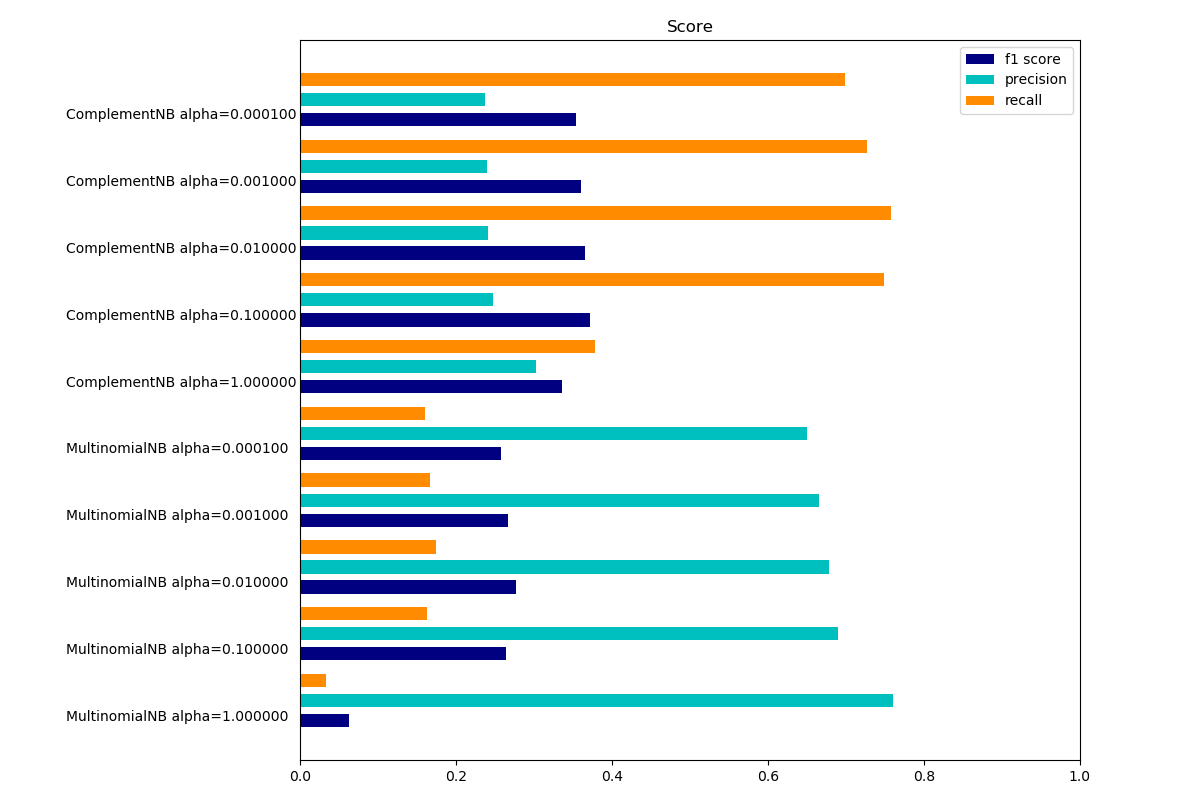 Score
f1 score
precision
recall
ComplementNB alpha=0.000100
ComplementNB alpha=0.001000
ComplementNB alpha=0.010000
ComplementNB alpha=0.100000
ComplementNB alpha=1.000000
MultinomialNB alpha=0.000100
MultinomialNB alpha=0.001000
MultinomialNB alpha=0.010000
MultinomialNB alpha=0.100000
MultinomialNB alpha=1.000000
0.0 0.2 0.4 0.6 0.8 1.0